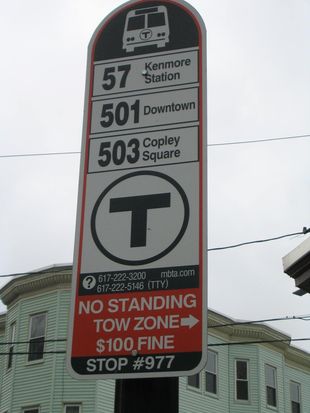 T
57 Kenmore Station
501 Downtown
503 Copley Square
T
? 617-222-3200 mbta.com
617-222-5146 (TTY)
NO STANDING
TOW ZONE→
$100 FINE
STOP #977